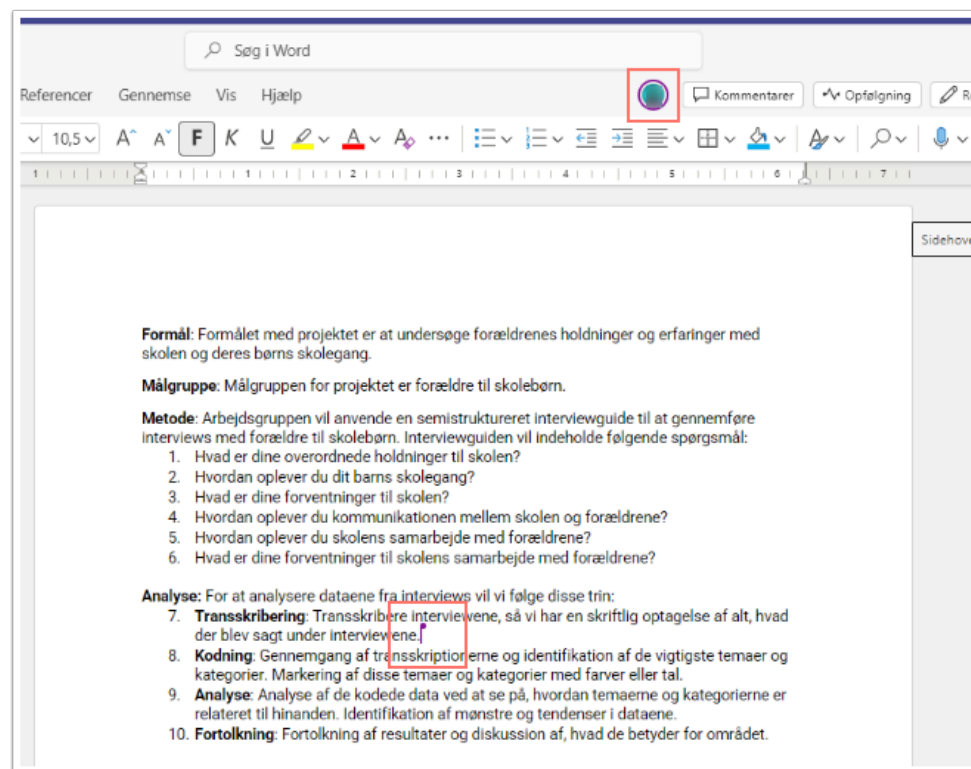 Søg i Word
Referencer Gennemse Vis Hjælp Kommentarer Opfølgning
10,5 A A F K U A A
1 1 2 3 4 5 6 7
Sidehove
Formål: Formålet med projektet er at undersøge forældrenes holdninger og erfaringer med
skolen og deres børns skolegang.
Målgruppe: Målgruppen for projektet er forældre til skolebørn.
Metode: Arbejdsgruppen vil anvende en semistruktureret interviewguide til at gennemføre
interviews med forældre til skolebørn. Interviewguiden vil indeholde følgende spørgsmål:
1. Hvad er dine overordnede holdninger til skolen?
2. Hvordan oplever du dit barns skolegang?
3. Hvad er dine forventninger til skolen?
4. Hvordan oplever du kommunikationen mellem skolen og forældrene?
5. Hvordan oplever du skolens samarbejde med forældrene?
6. Hvad er dine forventninger til skolens samarbejde med forældrene?
Analyse: For at analysere dataene fra interviews vil vi følge disse trin:
7. Transskribering: Transskribere interviewene, så vi har en skriftlig optagelse af alt, hvad
der blev sagt under interviewene.
8. Kodning: Gennemgang af transskriptionerne og identifikation af de vigtigste temaer og
kategorier. Markering af disse temaer og kategorier med farver eller tal.
9. Analyse: Analyse af de kodede data ved at se på, hvordan temaerne og kategorierne er
relateret til hinanden. Identifikation af mønstre og tendenser i dataene.
10. Fortolkning: Fortolkning af resultater og diskussion af, hvad de betyder for området.